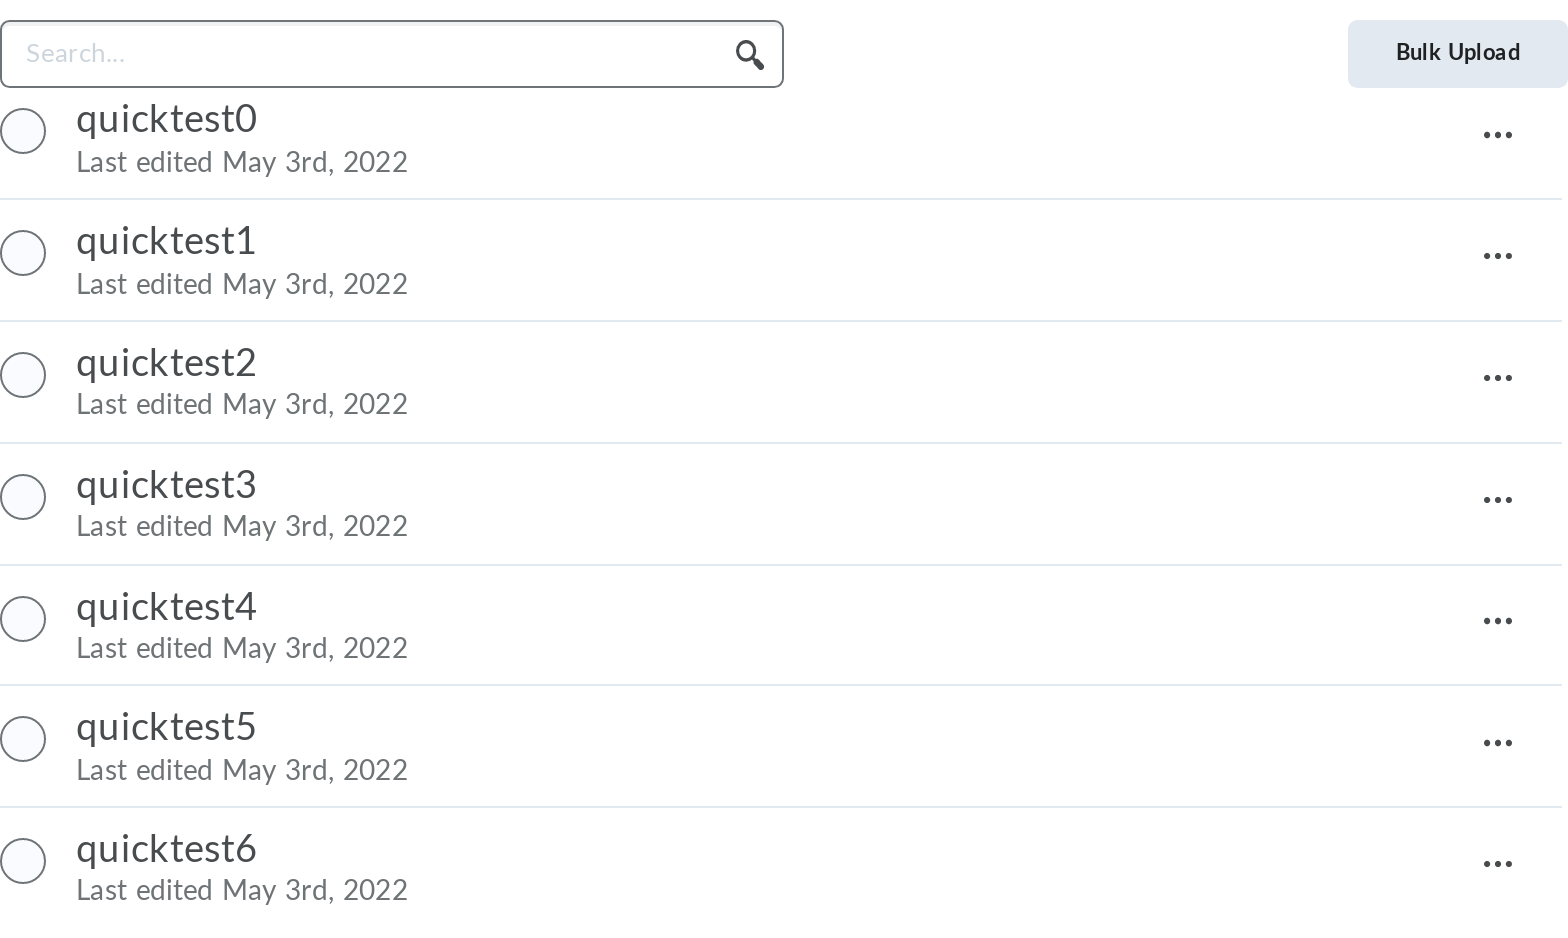 Search...
Bulk Upload
quicktest0
Last edited May 3rd, 2022
quicktest1
Last edited May 3rd, 2022
quicktest2
Last edited May 3rd, 2022
quicktest3
Last edited May 3rd, 2022
quicktest4
Last edited May 3rd, 2022
quicktest5
Last edited May 3rd, 2022
quicktest6
Last edited May 3rd, 2022